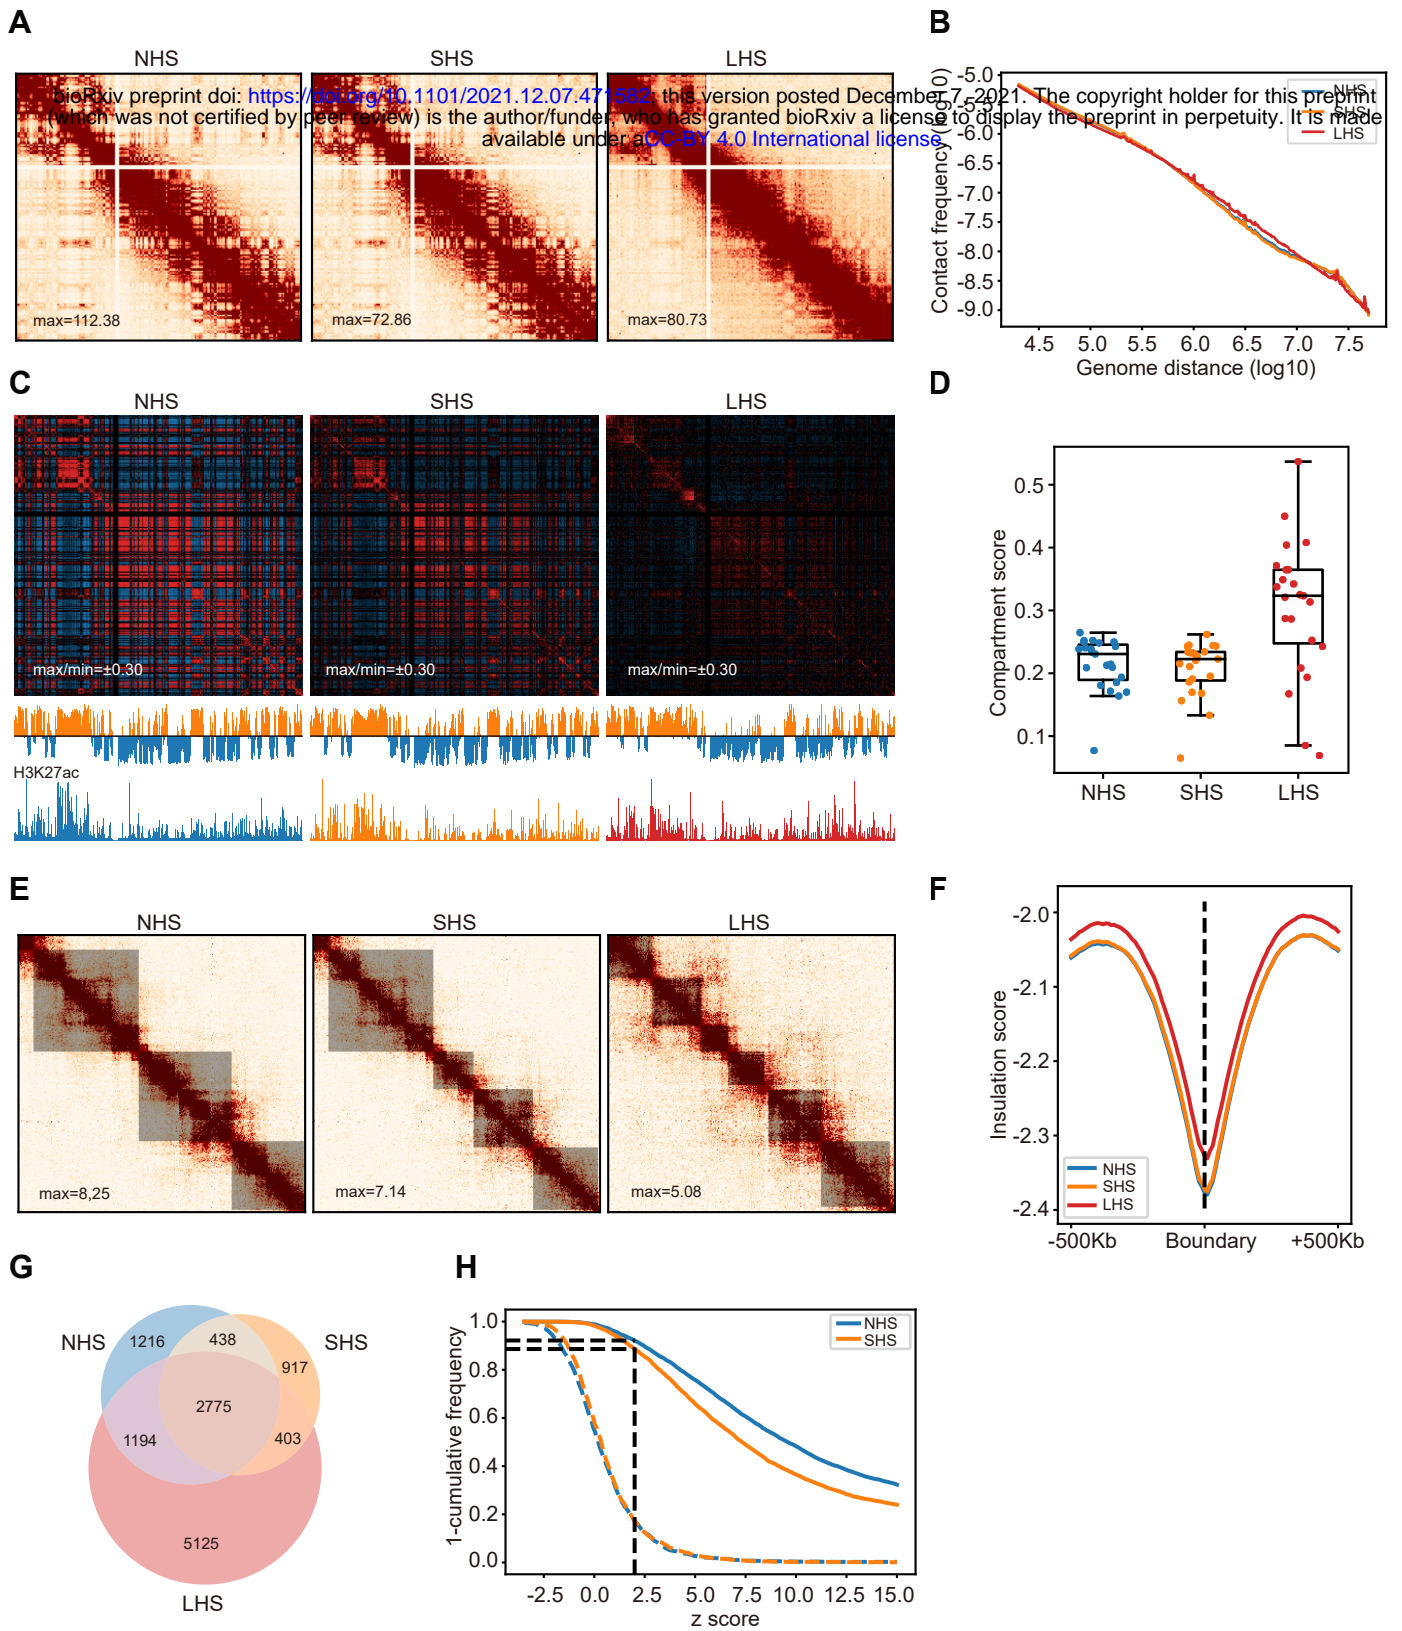 A
B
NHS
SHS
LHS
bioRxiv preprint doi: https://doi.org/10.1101/2021.12.07.471582; this version posted December 7, 2021. The copyright holder for this preprint
(which was not certified by peer review) is the author/funder, who has granted bioRxiv a license to display the preprint in perpetuity. It is made
available under aCC-BY 4.0 International license.
max=112.38
max=72.86
max=80.73
Contact frequency (log10)
-5.0
-5.5
-6.0
-6.5
-7.0
-7.5
-8.0
-8.5
-9.0
NHS
SHS
LHS
4.5 5.0 5.5 6.0 6.5 7.0 7.5
Genome distance (log10)
C
D
NHS
SHS
LHS
max/min=±0.30
max/min=±0.30
max/min=±0.30
H3K27ac
Compartment score
0.5
0.4
0.3
0.2
0.1
NHS SHS LHS
E
F
NHS
SHS
LHS
max=8,25
max=7.14
max=5.08
Insulation score
-2.0
-2.1
-2.2
-2.3
-2.4
NHS
SHS
LHS
-500Kb Boundary +500Kb
G
H
NHS
SHS
LHS
1216
438
917
2775
1194
403
5125
1-cumulative frequency
1.0
0.8
0.6
0.4
0.2
0.0
NHS
SHS
-2.5 0.0 2.5 5.0 7.5 10.0 12.5 15.0
z score